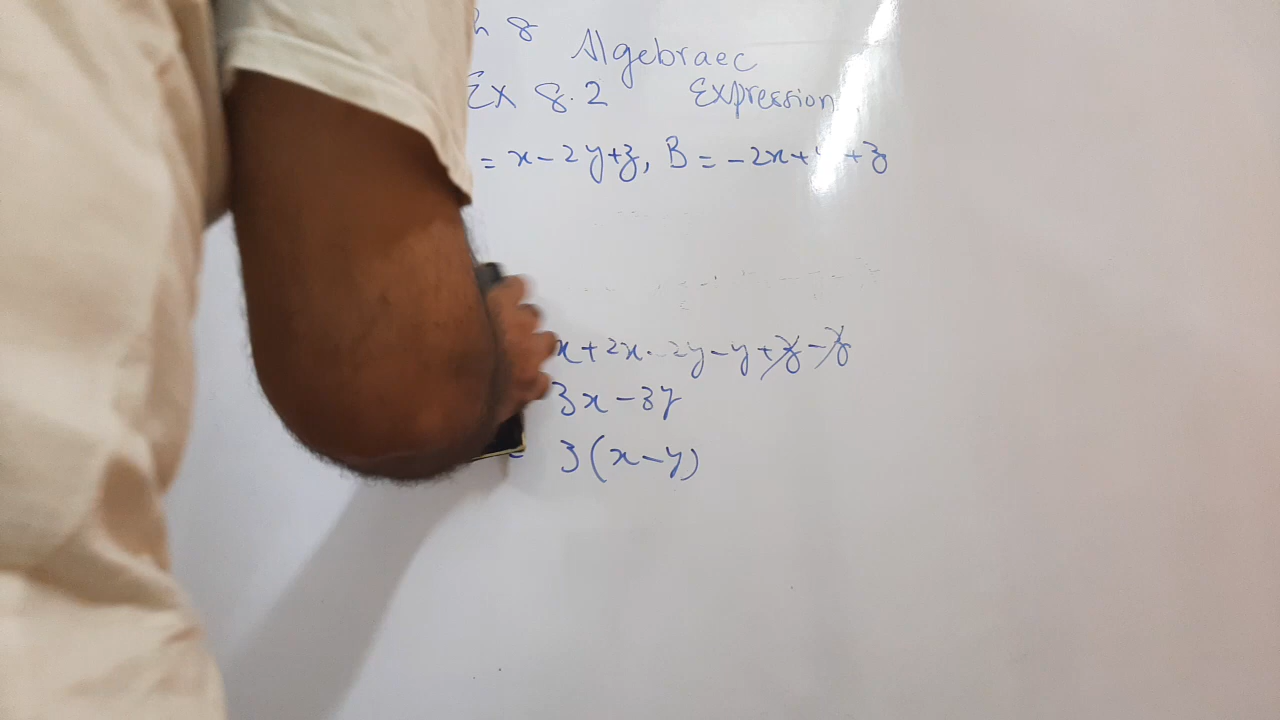 h 8 Algebraec
Ex 8.2 Expression
= x - 2y + z, B = -2x + + z
x + 2x - 2y - y + z - z
3x - 3y
= 3(x - y)